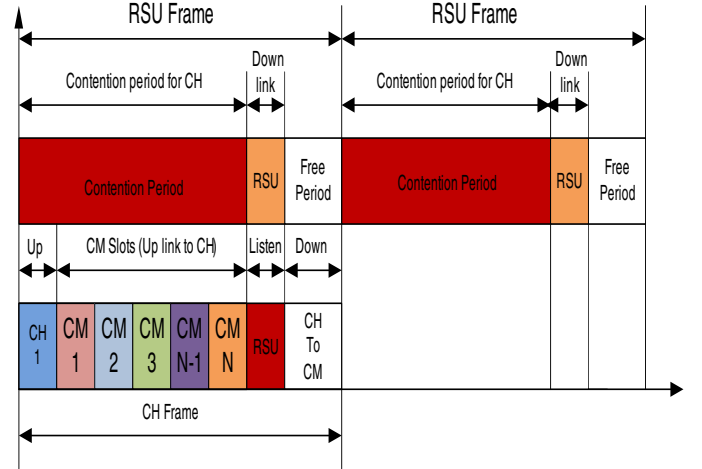 RSU Frame
RSU Frame
Contention period for CH
Down
link
Contention period for CH
Down
link
Contention Period
RSU
Free
Period
Contention Period
RSU
Free
Period
Up
CM Slots (Up link to CH)
Listen
Down
CH
1
CM
1
CM
2
CM
3
CM
N-1
CM
N
RSU
CH
To
CM
CH Frame